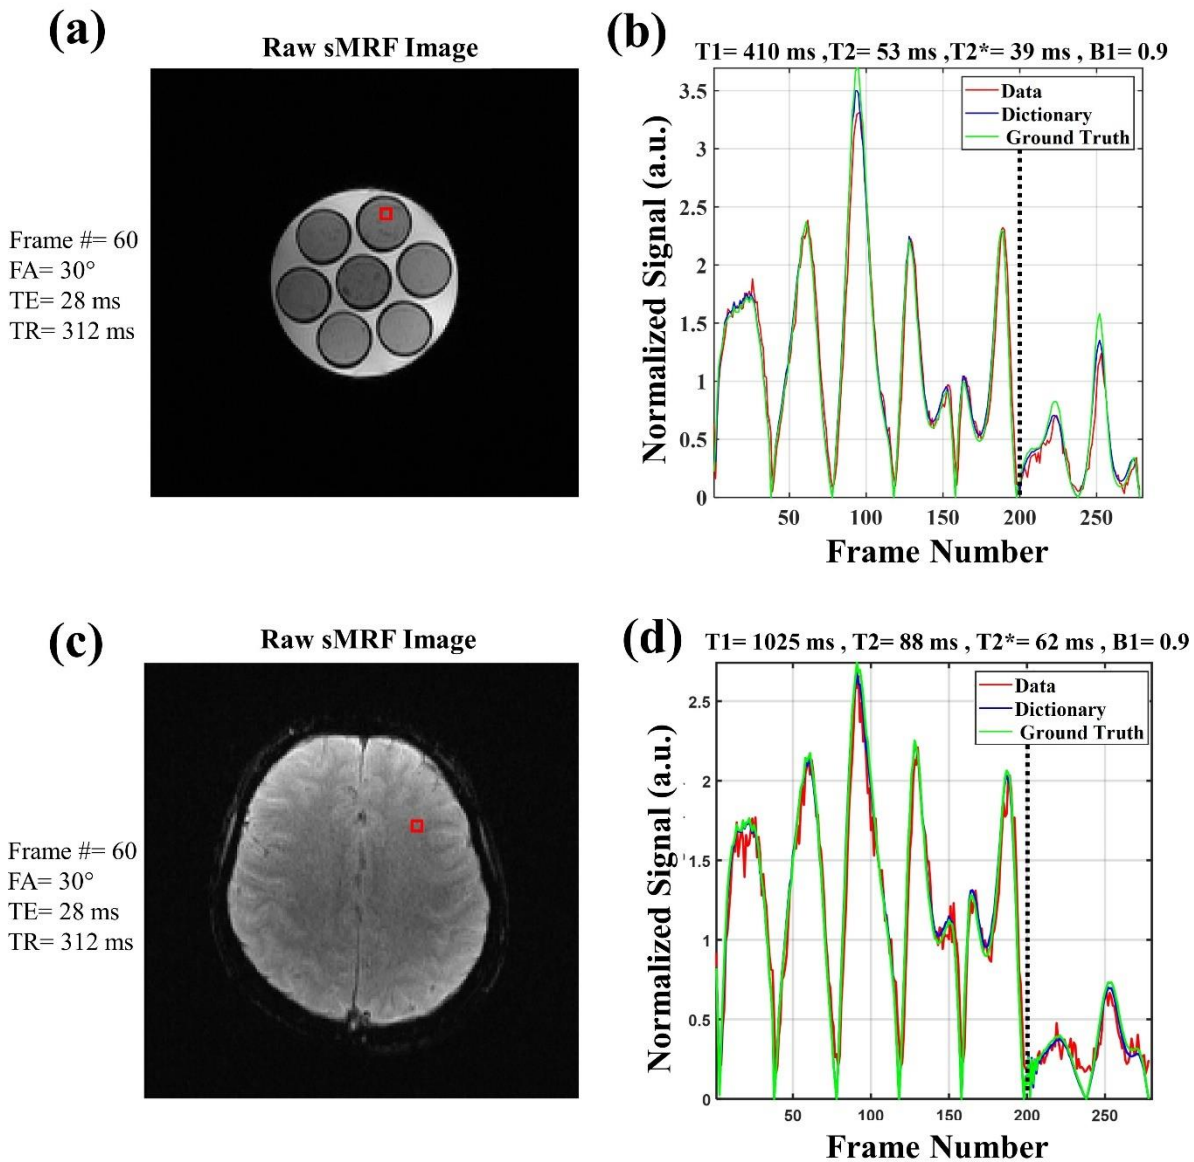 (a)
Raw sMRF Image
Frame #= 60
FA= 30°
TE= 28 ms
TR= 312 ms
(b)
T1= 410 ms ,T2= 53 ms ,T2*= 39 ms , B1= 0.9
Data
Dictionary
Ground Truth
Normalized Signal (a.u.)
3.5
3
2.5
2
1.5
1
0.5
0
50 100 150 200 250
Frame Number
(c)
Raw sMRF Image
Frame #= 60
FA= 30°
TE= 28 ms
TR= 312 ms
(d)
T1= 1025 ms , T2= 88 ms , T2*= 62 ms , B1= 0.9
Data
Dictionary
Ground Truth
Normalized Signal (a.u.)
2.5
2
1.5
1
0.5
0
50 100 150 200 250
Frame Number